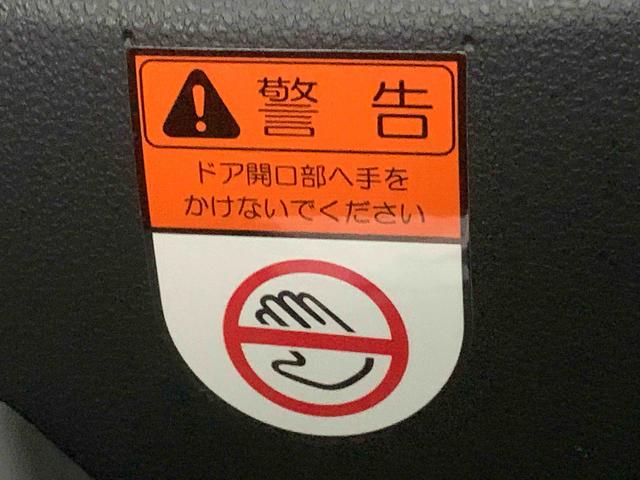 警告
ドア開口部へ手を
かけないでください